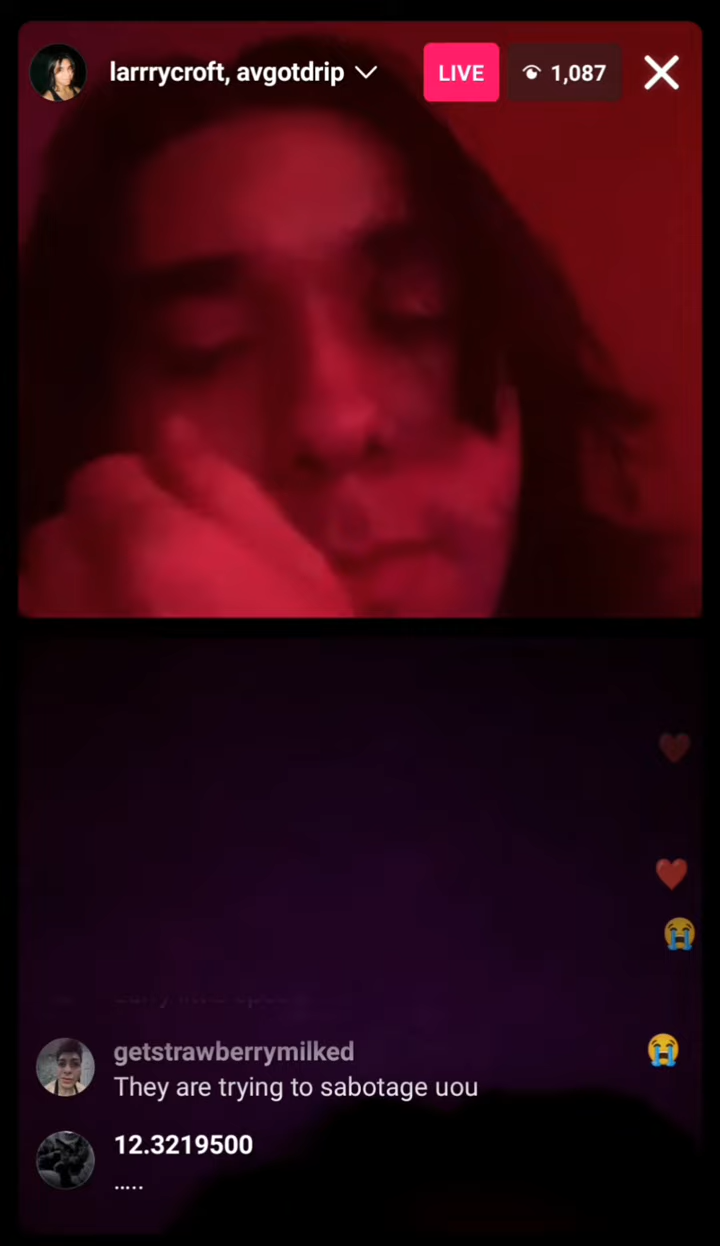 larrrycroft, avgotdrip
LIVE
1,087
getstrawberrymilked
They are trying to sabotage uou
12.3219500
.....